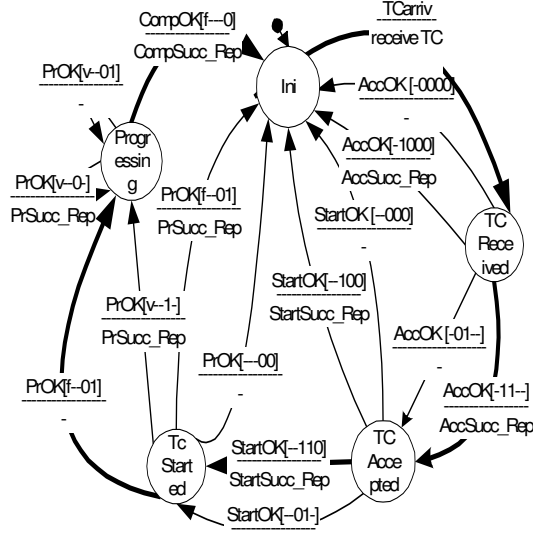 CompOK[f---0]
CompSucc_Rep
TCarriv
receive TC
PrOK[v--01]
-
Ini
AccOK [-0000]
-
Progr
essin
g
AccOK[-1000]
AccSucc_Rep
PrOK[v--0-]
PrSucc_Rep
PrOK[f--01]
PrSucc_Rep
StartOK [--000]
-
TC
Rece
ived
StartOK[--100]
StartSucc_Rep
PrOK[v--1-]
PrSucc_Rep
AccOK [-01--]
-
PrOK[---00]
-
PrOK[f--01]
-
AccOK[-11--]
AccSucc_Rep
Tc
Start
ed
StartOK[--110]
StartSucc_Rep
TC
Acce
pted
StartOK[--01-]